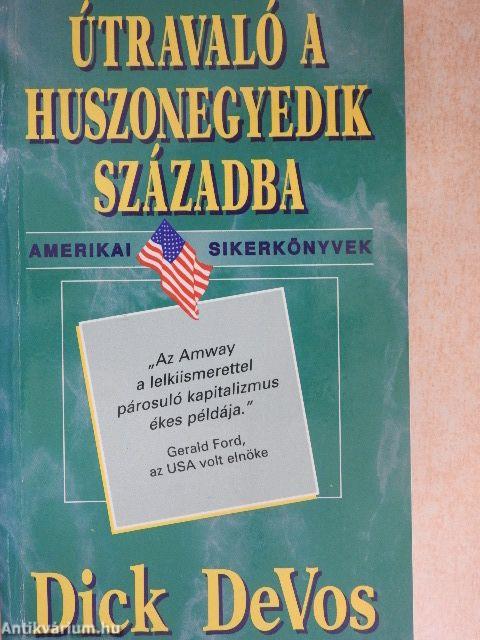 ÚTRAVALÓ A
HUSZONEGYEDIK
SZÁZADBA
AMERIKAI SIKERKÖNYVEK
„Az Amway
a lelkiismerettel
párosuló kapitalizmus
ékes példája."
Gerald Ford,
az USA volt elnöke
Dick DeVos
Antikvárium.hu